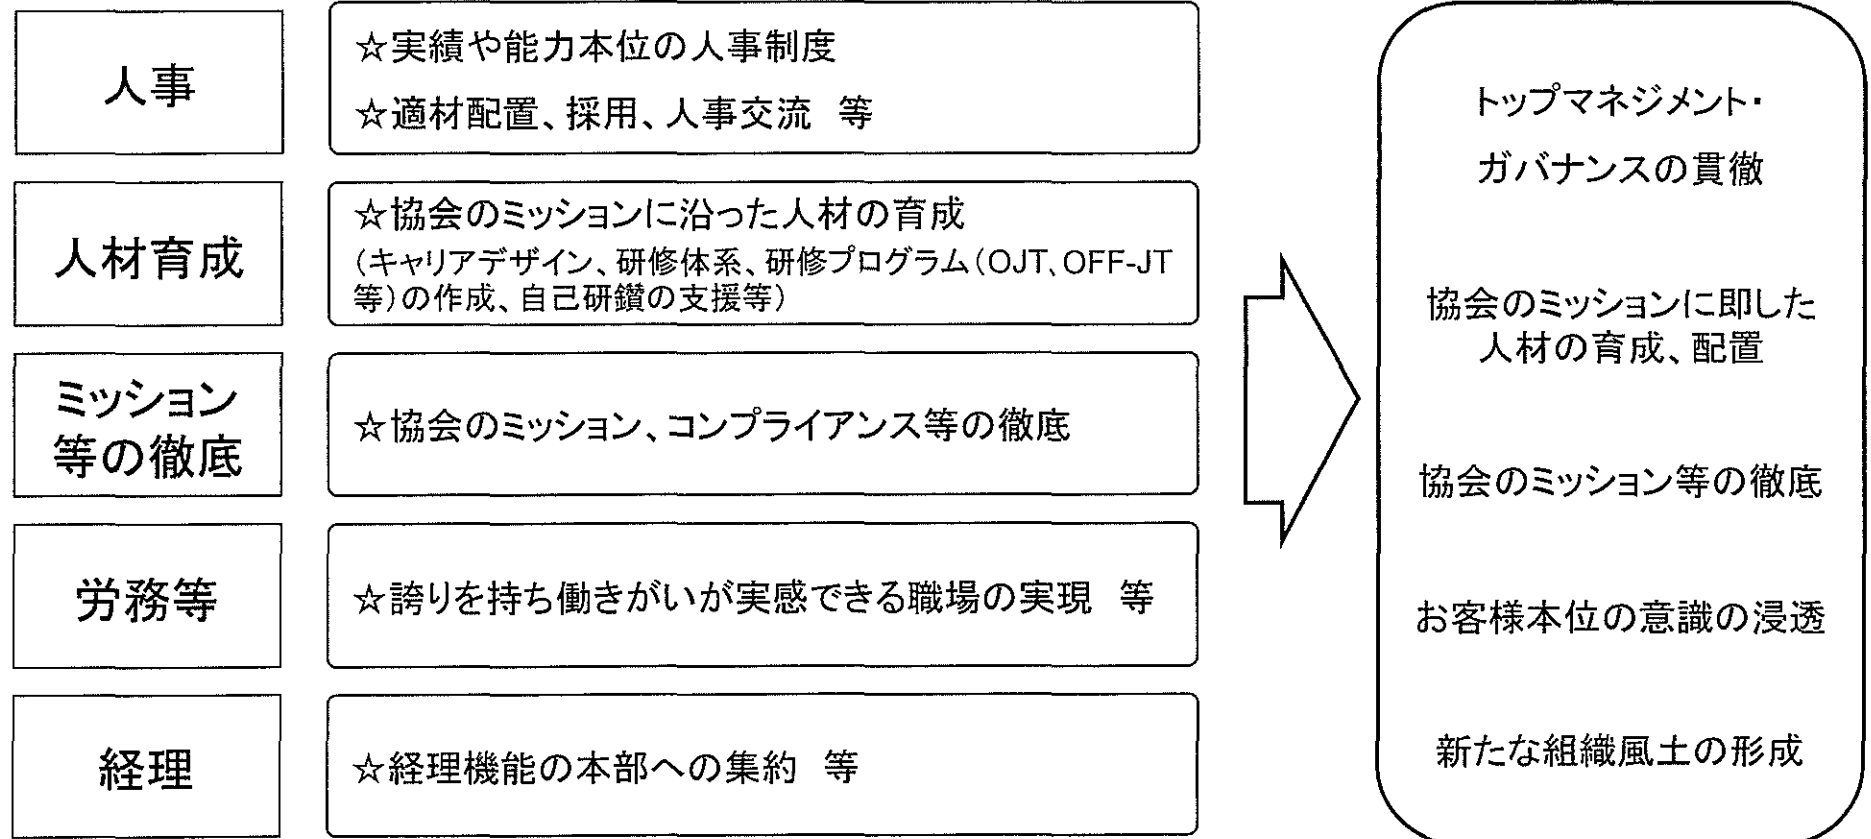 人事
☆実績や能力本位の人事制度
☆適材配置、採用、人事交流 等
人材育成
☆協会のミッションに沿った人材の育成
(キャリアデザイン、研修体系、研修プログラム(OJT、OFF-JT
等)の作成、自己研鑽の支援等)
ミッション
等の徹底
☆協会のミッション、コンプライアンス等の徹底
労務等
☆誇りを持ち働きがいが実感できる職場の実現 等
経理
☆経理機能の本部への集約 等
トップマネジメント・
ガバナンスの貫徹
協会のミッションに即した
人材の育成、配置
協会のミッション等の徹底
お客様本位の意識の浸透
新たな組織風土の形成